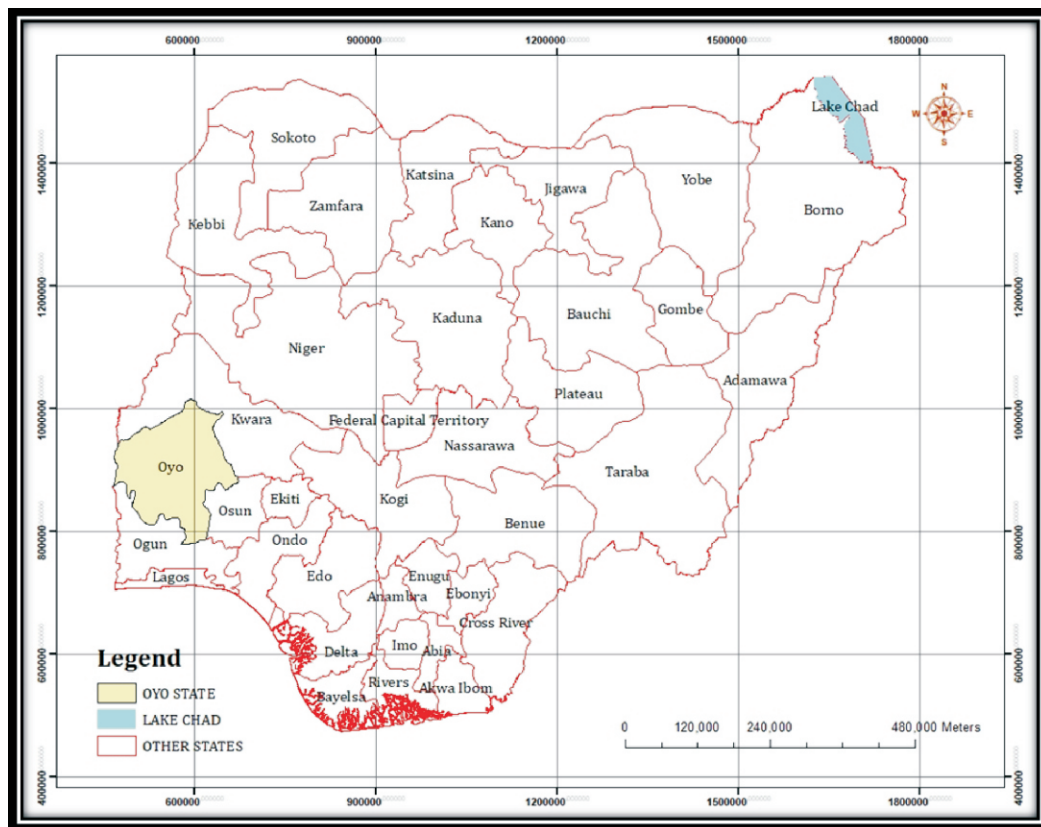 600000 900000 1200000 1500000 1800000
N
W E
S
Lake Chad
1400000
1400000
Sokoto
Katsina
Jigawa
Yobe
Zamfara
Kano
Borno
Kebbi
1200000
1200000
Gombe
Bauchi
Kaduna
Niger
Adamawa
Plateau
1000000
1000000
Kwara
Federal Capital Territory
Nassarawa
Oyo
Taraba
Ekiti
Kogi
Osun
Benue
800000
800000
Ogun
Ondo
Lagos
Edo
Enugu
Anambra
Ebonyi
Cross River
600000
600000
Delta
Imo
Abia
Rivers
Akwa Ibom
Bayelsa
Legend
OYO STATE
LAKE CHAD
OTHER STATES
0 120,000 240,000 480,000 Meters
400000
400000
600000 900000 1200000 1500000 1800000